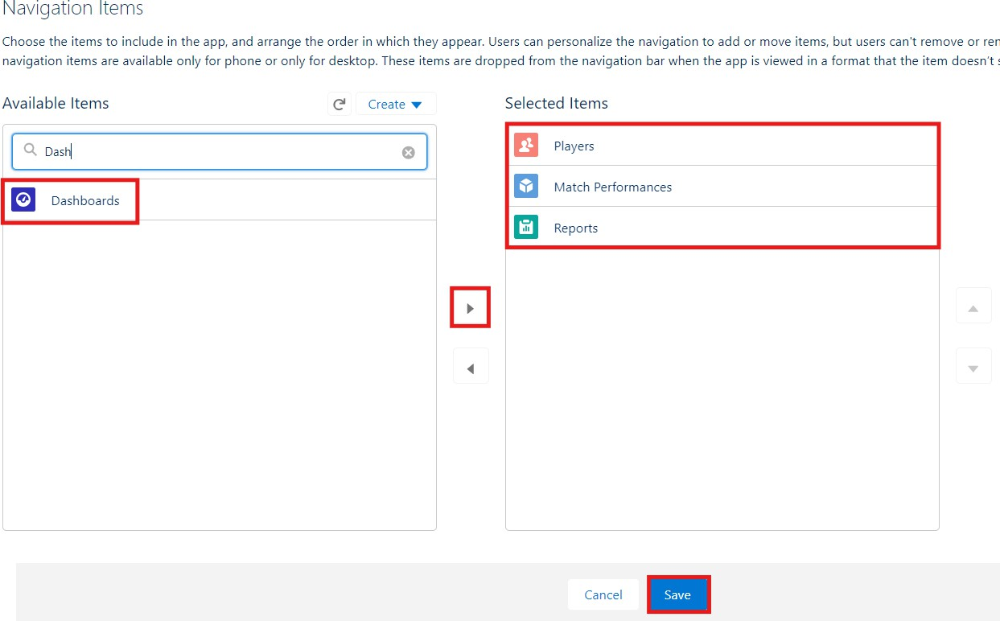 Navigation Items
Choose the items to include in the app, and arrange the order in which they appear. Users can personalize the navigation to add or move items, but users can't remove or
navigation items are available only for phone or only for desktop. These items are dropped from the navigation bar when the app is viewed in a format that the item doesn't
Available Items
Create
Selected Items
Dash
Dashboards
Players
Match Performances
Reports
Cancel
Save